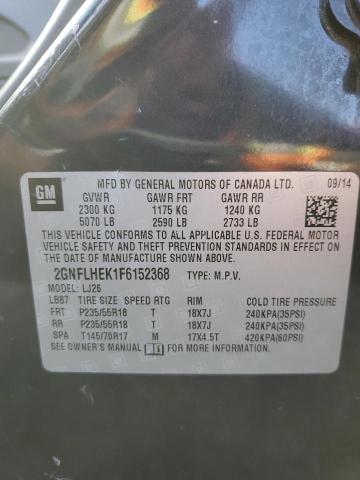 MFD BY GENERAL MOTORS OF CANADA LTD. 09/14
GM
GVWR GAWR FRT GAWR RR
2300 KG 1175 KG 1240 KG
5070 LB 2590 LB 2733 LB
THIS VEHICLE CONFORMS TO ALL APPLICABLE U.S. FEDERAL MOTOR
VEHICLE SAFETY AND THEFT PREVENTION STANDARDS IN EFFECT ON
THE DATE OF MANUFACTURE SHOWN ABOVE.
2GNFLHEK1F6152368 TYPE: M.P.V.
MODEL: LJ26
LBB7 TIRE SIZE SPEED RTG RIM COLD TIRE PRESSURE
FRT P235/55R18 T 18X7J 240KPA(35PSI)
RR P235/55R18 T 18X7J 240KPA(35PSI)
SPA T145/70R17 M 17X4.5T 420KPA(60PSI)
SEE OWNER'S MANUAL FOR ADDITIONAL INFORMATION.